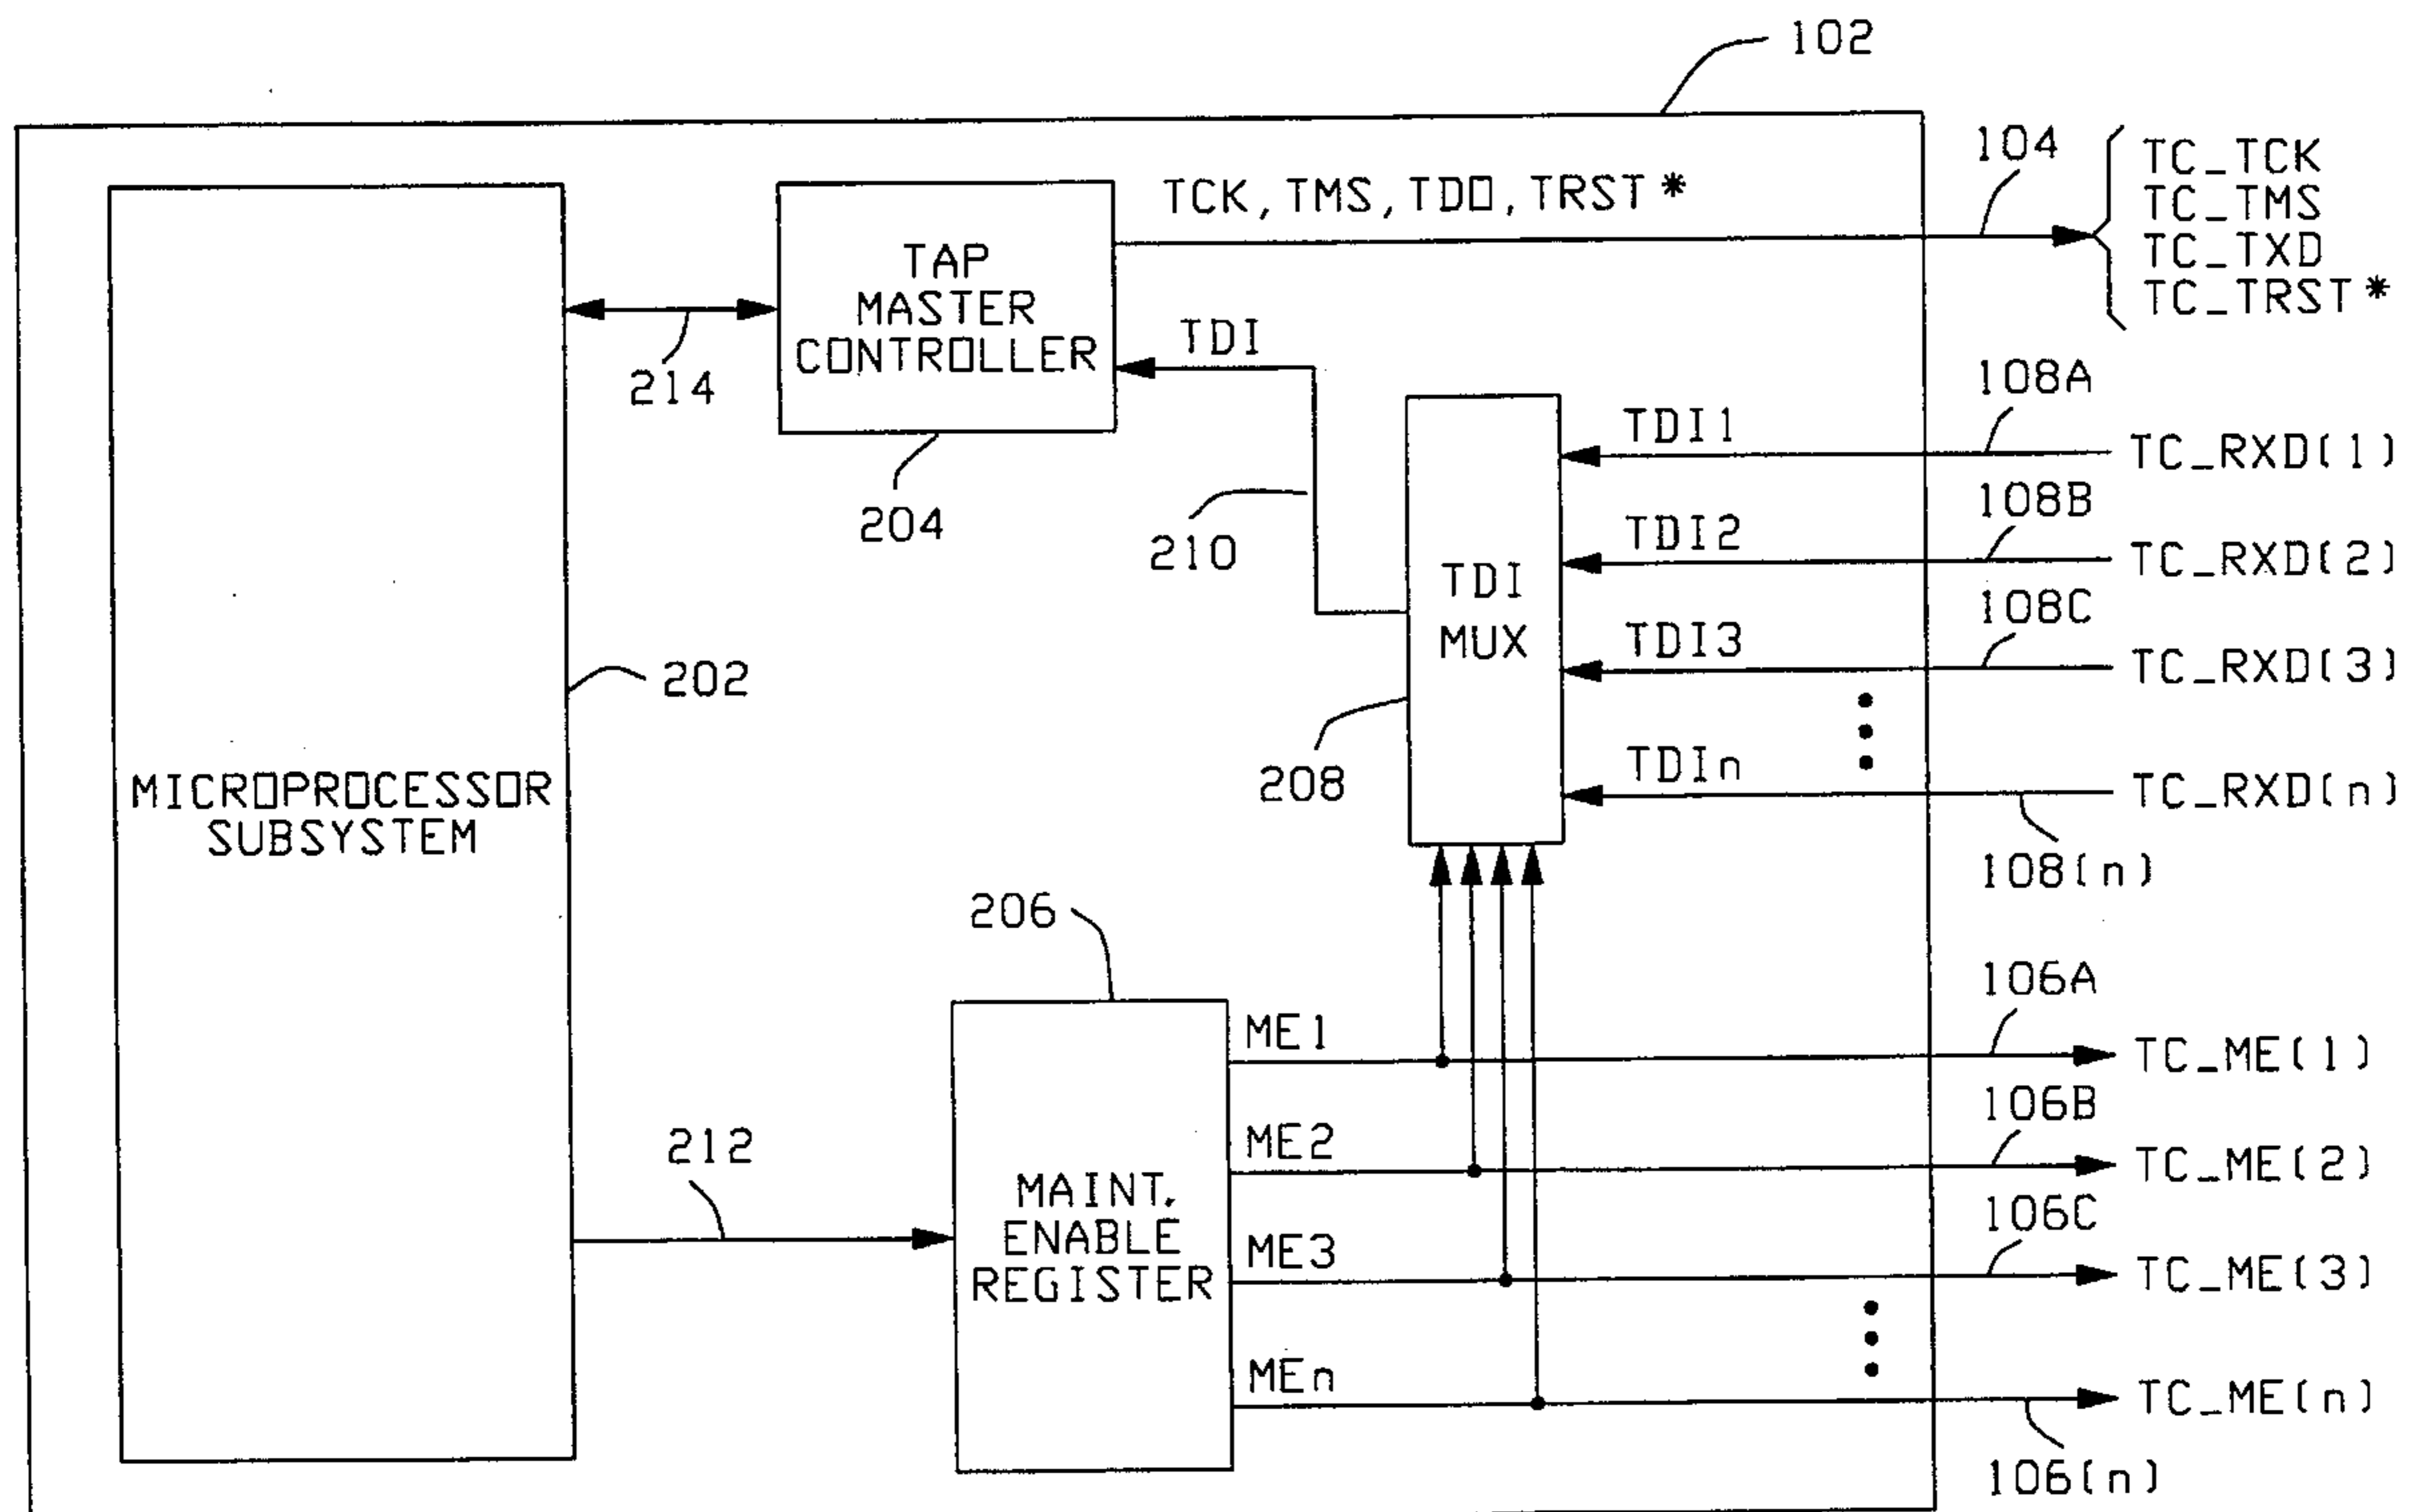 102
104
TC_TCK
TC_TMS
TC_TXD
TC_TRST*
TCK, TMS, TDO, TRST*
TAP
MASTER
CONTROLLER
214
204
TDI
210
TDI
MUX
208
TDI1
108A
TC_RXD(1)
TDI2
108B
TC_RXD(2)
TDI3
108C
TC_RXD(3)
TDIn
TC_RXD(n)
108(n)
202
MICROPROCESSOR
SUBSYSTEM
206
212
MAINT.
ENABLE
REGISTER
ME1
106A
TC_ME(1)
ME2
106B
TC_ME(2)
ME3
106C
TC_ME(3)
MEn
TC_ME(n)
106(n)